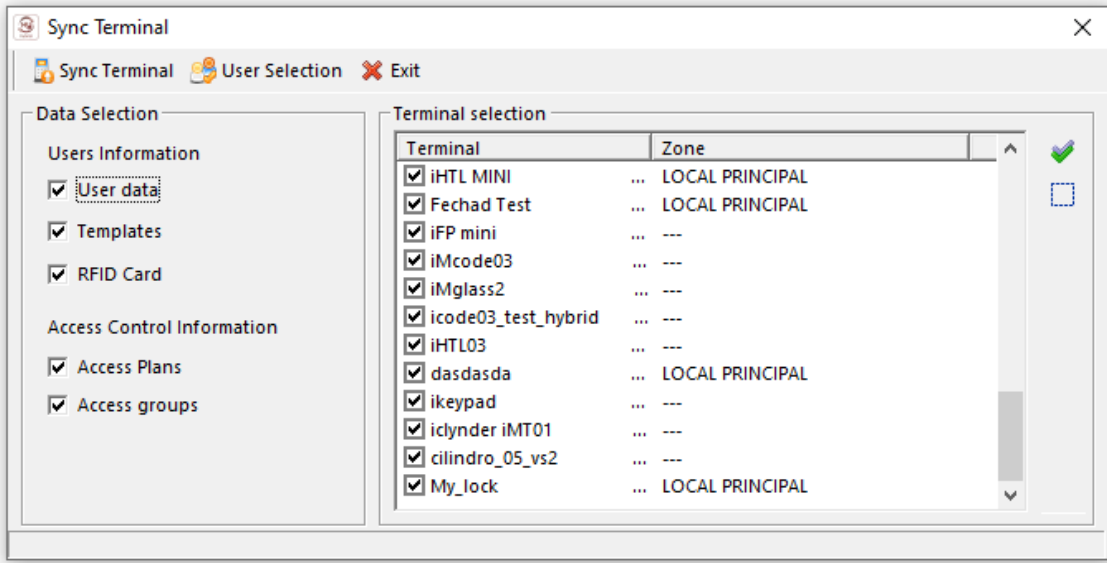 Sync Terminal
Sync Terminal User Selection Exit
Data Selection
Users Information
User data
Templates
RFID Card
Access Control Information
Access Plans
Access groups
Terminal selection
Terminal Zone
iHTL MINI ... LOCAL PRINCIPAL
Fechad Test ... LOCAL PRINCIPAL
iFP mini ... ---
iMcode03 ... ---
iMglass2 ... ---
icode03_test_hybrid ... ---
iHTL03 ... ---
dasdasda ... LOCAL PRINCIPAL
ikeypad ... ---
iclynder iMT01 ... ---
cilindro_05_vs2 ... ---
My_lock ... LOCAL PRINCIPAL